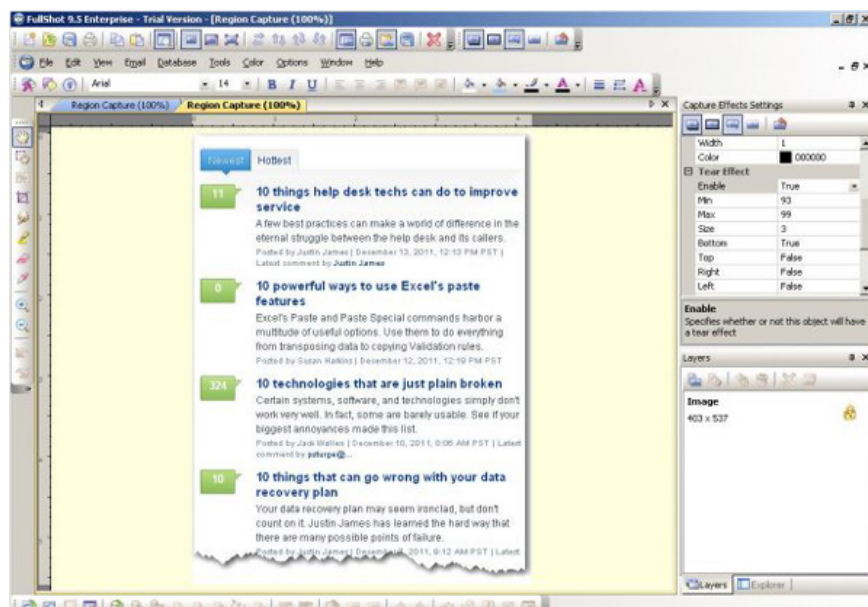 FullShot 9.5 Enterprise - Trial Version - [Region Capture (100%)]
File Edit View Email Database Tools Color Options Window Help
Arial 14 B I U A A
Region Capture (100%) Region Capture (100%)
Newest Hottest
11
10 things help desk techs can do to improve
service
A few best practices can make a world of difference in the
eternal struggle between the help desk and its callers.
Posted by Justin James | December 13, 2011, 12:13 PM PST |
Latest comment by Justin James
0
10 powerful ways to use Excel's paste
features
Excel's Paste and Paste Special commands harbor a
multitude of useful options. Use them to do everything
from transposing data to copying Validation rules.
Posted by Susan Harkins | December 12, 2011, 12:19 PM PST
324
10 technologies that are just plain broken
Certain systems, software, and technologies simply don't
work very well. In fact, some are barely usable. See if your
biggest annoyances made this list.
Posted by Jack Wallen | December 10, 2011, 9:06 AM PST | Latest
comment by
10
10 things that can go wrong with your data
recovery plan
Your data recovery plan may seem ironclad, but don't
count on it. Justin James has learned the hard way that
there are many possible points of failure.
Posted by Justin James | 2011, 9:12 AM PST | Latest
Capture Effects Settings
Width 1
Color 000000
Tear Effect
Enable True
Min 93
Max 99
Size 3
Bottom True
Top False
Right False
Left False
Enable
Specifies whether or not this object will have
a tear effect
Layers
Image
403 x 537
Layers Explorer